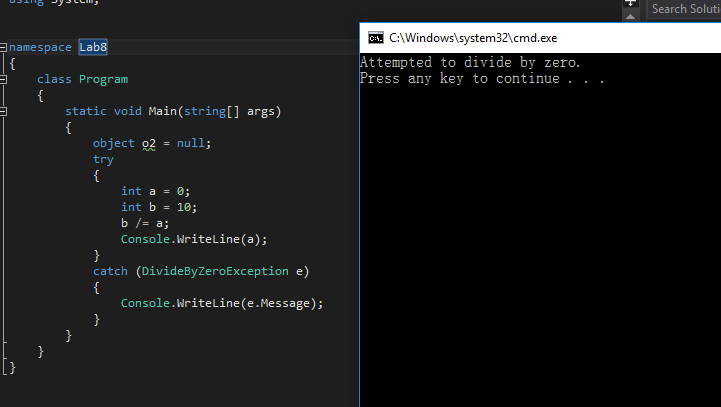 using System;
Search Soluti
namespace Lab8
{
class Program
{
static void Main(string[] args)
{
object o2 = null;
try
{
int a = 0;
int b = 10;
b /= a;
Console.WriteLine(a);
}
catch (DivideByZeroException e)
{
Console.WriteLine(e.Message);
}
}
}
}
C:\Windows\system32\cmd.exe
Attempted to divide by zero.
Press any key to continue . . .